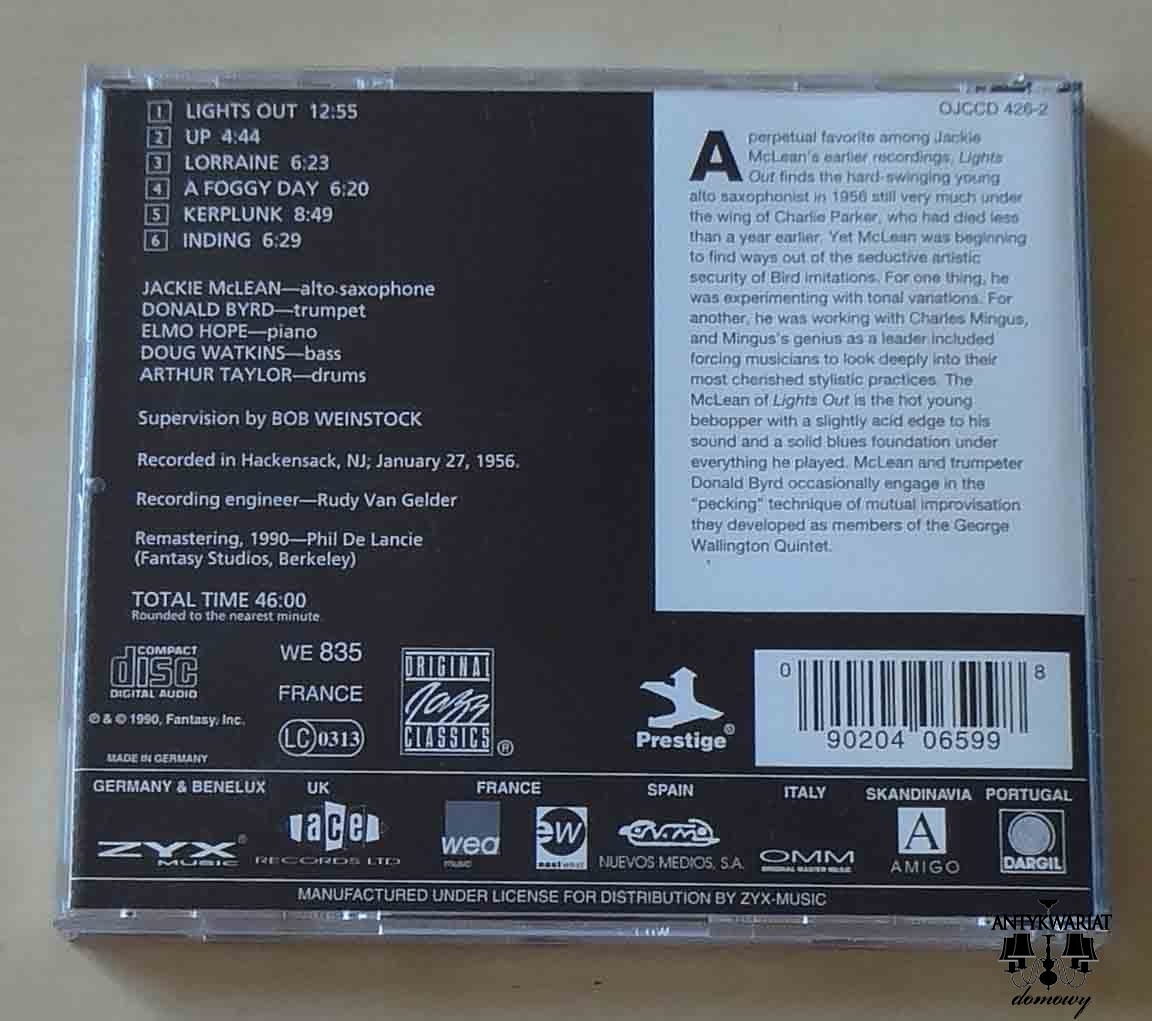 1 LIGHTS OUT 12:55
2 UP 4:44
3 LORRAINE 6:23
4 A FOGGY DAY 6:20
5 KERPLUNK 8:49
6 INDING 6:29
JACKIE McLEAN—alto saxophone
DONALD BYRD—trumpet
ELMO HOPE—piano
DOUG WATKINS—bass
ARTHUR TAYLOR—drums
Supervision by BOB WEINSTOCK
Recorded in Hackensack, NJ; January 27, 1956.
Recording engineer—Rudy Van Gelder
Remastering, 1990—Phil De Lancie
(Fantasy Studios, Berkeley)
TOTAL TIME 46:00
Rounded to the nearest minute.
OJCCD 426-2
A perpetual favorite among Jackie
McLean's earlier recordings, Lights
Out finds the hard-swinging young
alto saxophonist in 1956 still very much under
the wing of Charlie Parker, who had died less
than a year earlier. Yet McLean was beginning
to find ways out of the seductive artistic
security of Bird imitations. For one thing, he
was experimenting with tonal variations. For
another, he was working with Charles Mingus,
and Mingus's genius as a leader included
forcing musicians to look deeply into their
most cherished stylistic practices. The
McLean of Lights Out is the hot young
bebopper with a slightly acid edge to his
sound and a solid blues foundation under
everything he played. McLean and trumpeter
Donald Byrd occasionally engage in the
"pecking" technique of mutual improvisation
they developed as members of the George
Wallington Quintet.
COMPACT
disc
DIGITAL AUDIO
℗ & © 1990, Fantasy, Inc.
MADE IN GERMANY
WE 835
FRANCE
LC 0313
ORIGINAL
Jazz
CLASSICS ®
Prestige®
0 90204 06599 8
GERMANY & BENELUX
ZYX®
MUSIC
UK
ace
RECORDS LTD
FRANCE
wea
music
ew
eastwest
SPAIN
NUEVOS MEDIOS, S.A.
ITALY
OMM
ORIGINAL MASTER MUSIC
SKANDINAVIA
A
AMIGO
PORTUGAL
DARGIL
MANUFACTURED UNDER LICENSE FOR DISTRIBUTION BY ZYX-MUSIC
ANTYKWARIAT
domowy